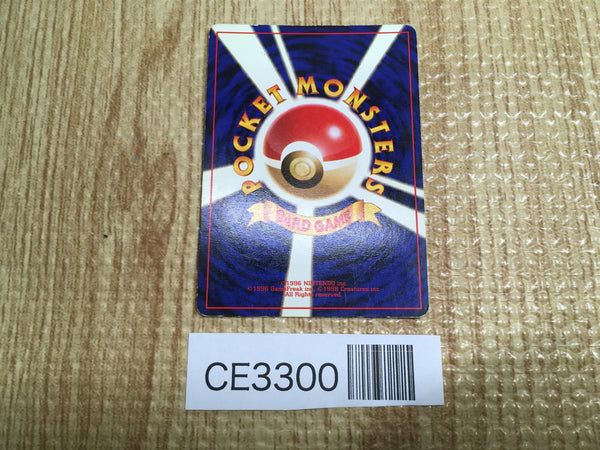 POCKET MONSTERS
CARD GAME
©1996 NINTENDO inc.
©1996 GameFreak inc. ©1996 Creatures inc.
All Rights reserved.
CE3300